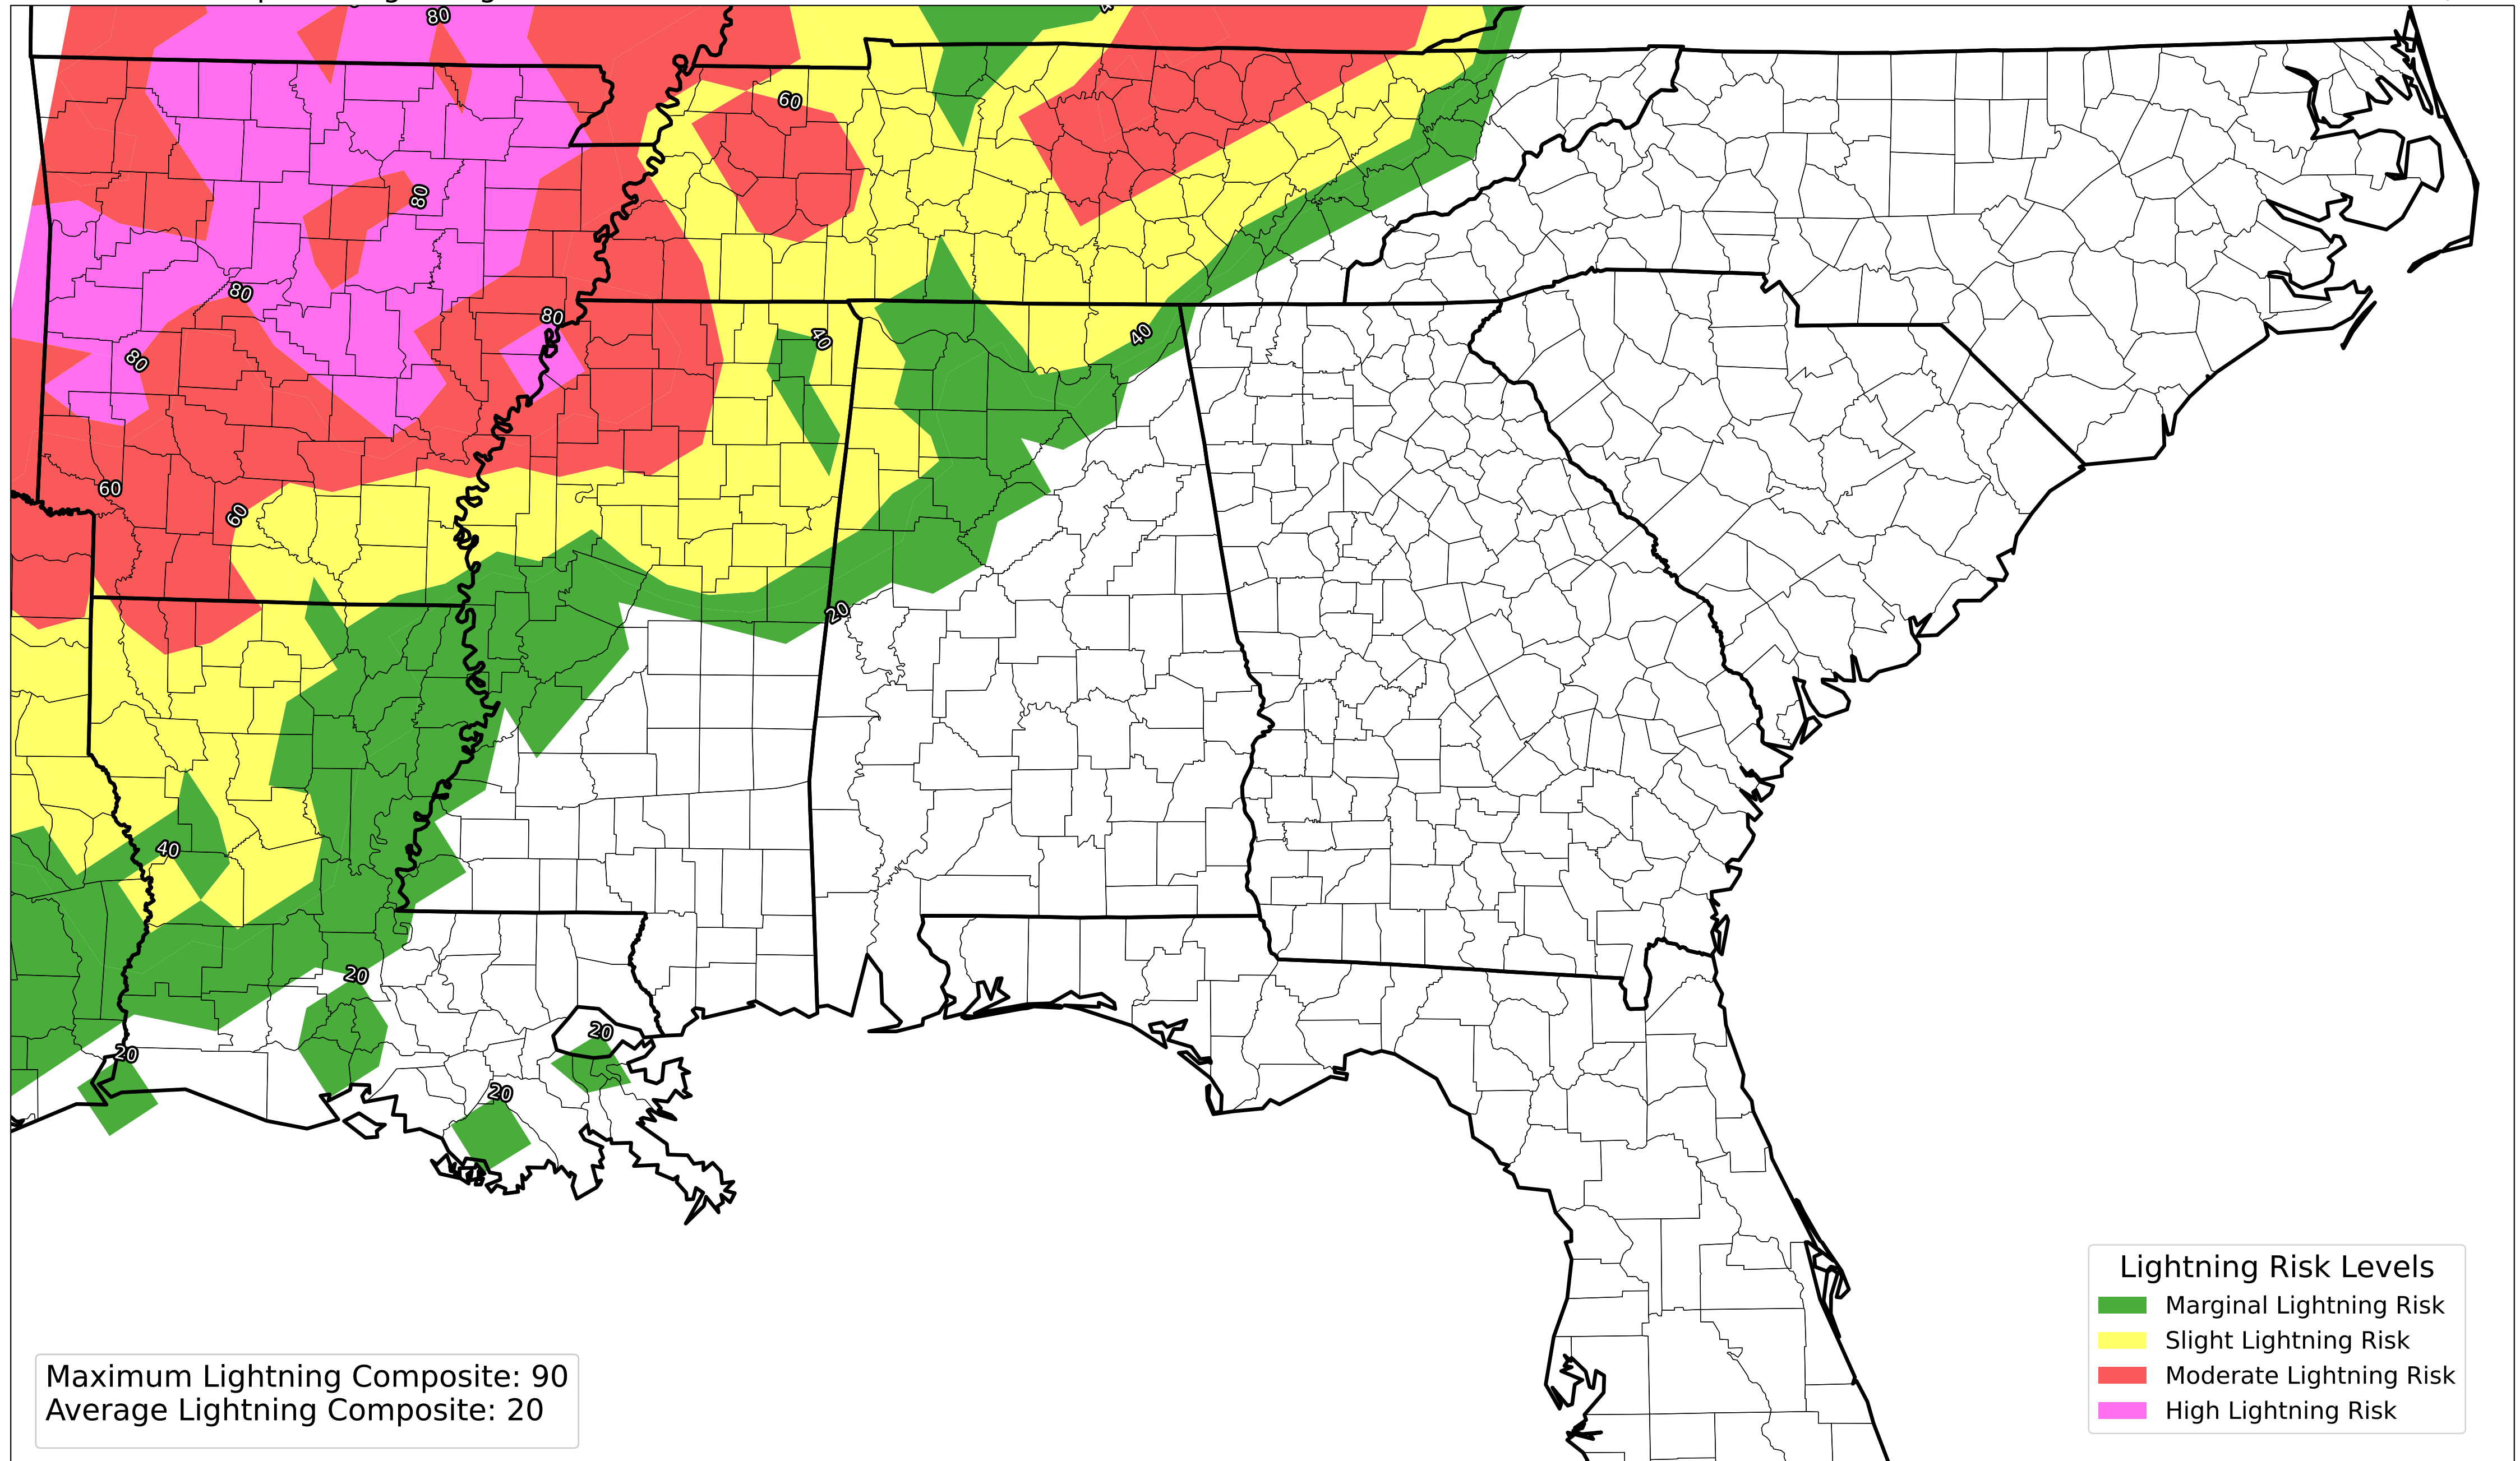 80
60
80
80
80
40
40
80
60
60
20
40
20
20
20
20
Lightning Risk Levels
Marginal Lightning Risk
Slight Lightning Risk
Moderate Lightning Risk
High Lightning Risk
Maximum Lightning Composite: 90
Average Lightning Composite: 20